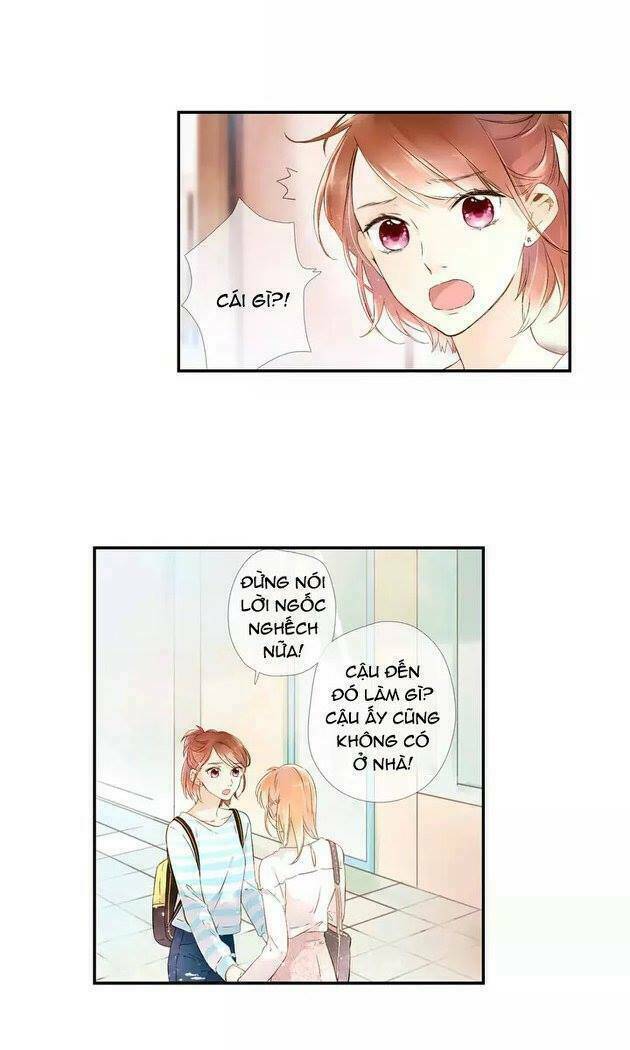 CÁI GÌ?!
ĐỪNG NÓI
LỜI NGỐC
NGHẾCH
NỮA!
CẬU ĐẾN
ĐÓ LÀM GÌ?
CẬU ẤY CŨNG
KHÔNG CÓ
Ở NHÀ!